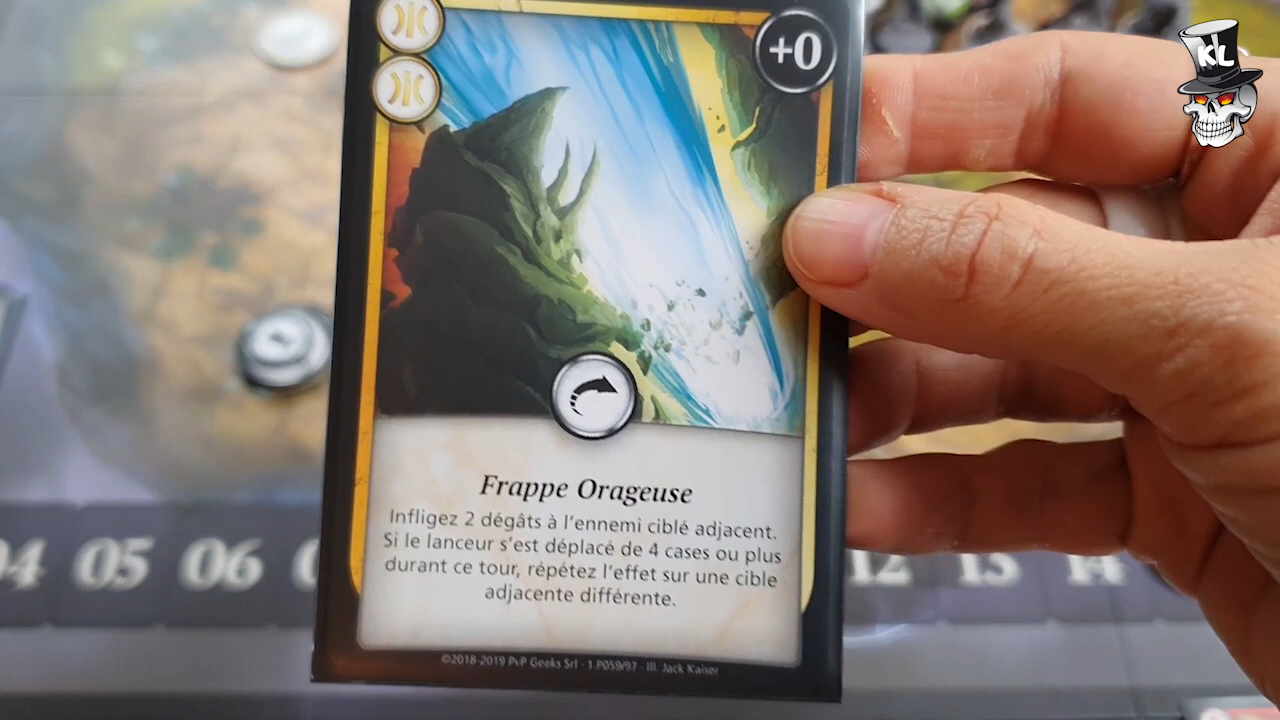 KL
+0
Frappe Orageuse
Infligez 2 dégâts à l'ennemi ciblé adjacent.
Si le lanceur s'est déplacé de 4 cases ou plus
durant ce tour, répétez l'effet sur une cible
adjacente différente.
©2018-2019 PvP Geeks Srl - 1.P059/97 - Ill. Jack Kaiser
04 05 06 12 13 14